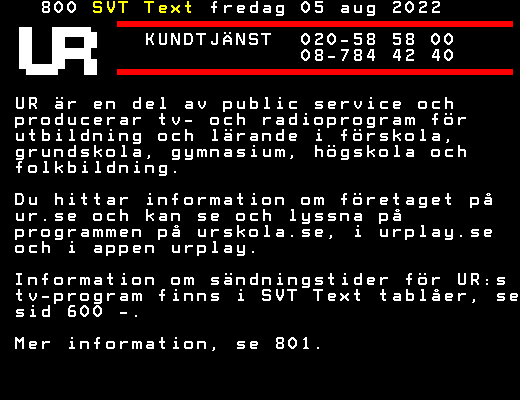 800 SVT Text fredag 05 aug 2022
UR
KUNDTJÄNST 020-58 58 00
08-784 42 40
UR är en del av public service och
producerar tv- och radioprogram för
utbildning och lärande i förskola,
grundskola, gymnasium, högskola och
folkbildning.
Du hittar information om företaget på
ur.se och kan se och lyssna på
programmen på urskola.se, i urplay.se
och i appen urplay.
Information om sändningstider för UR:s
tv-program finns i SVT Text tablåer, se
sid 600 -.
Mer information, se 801.